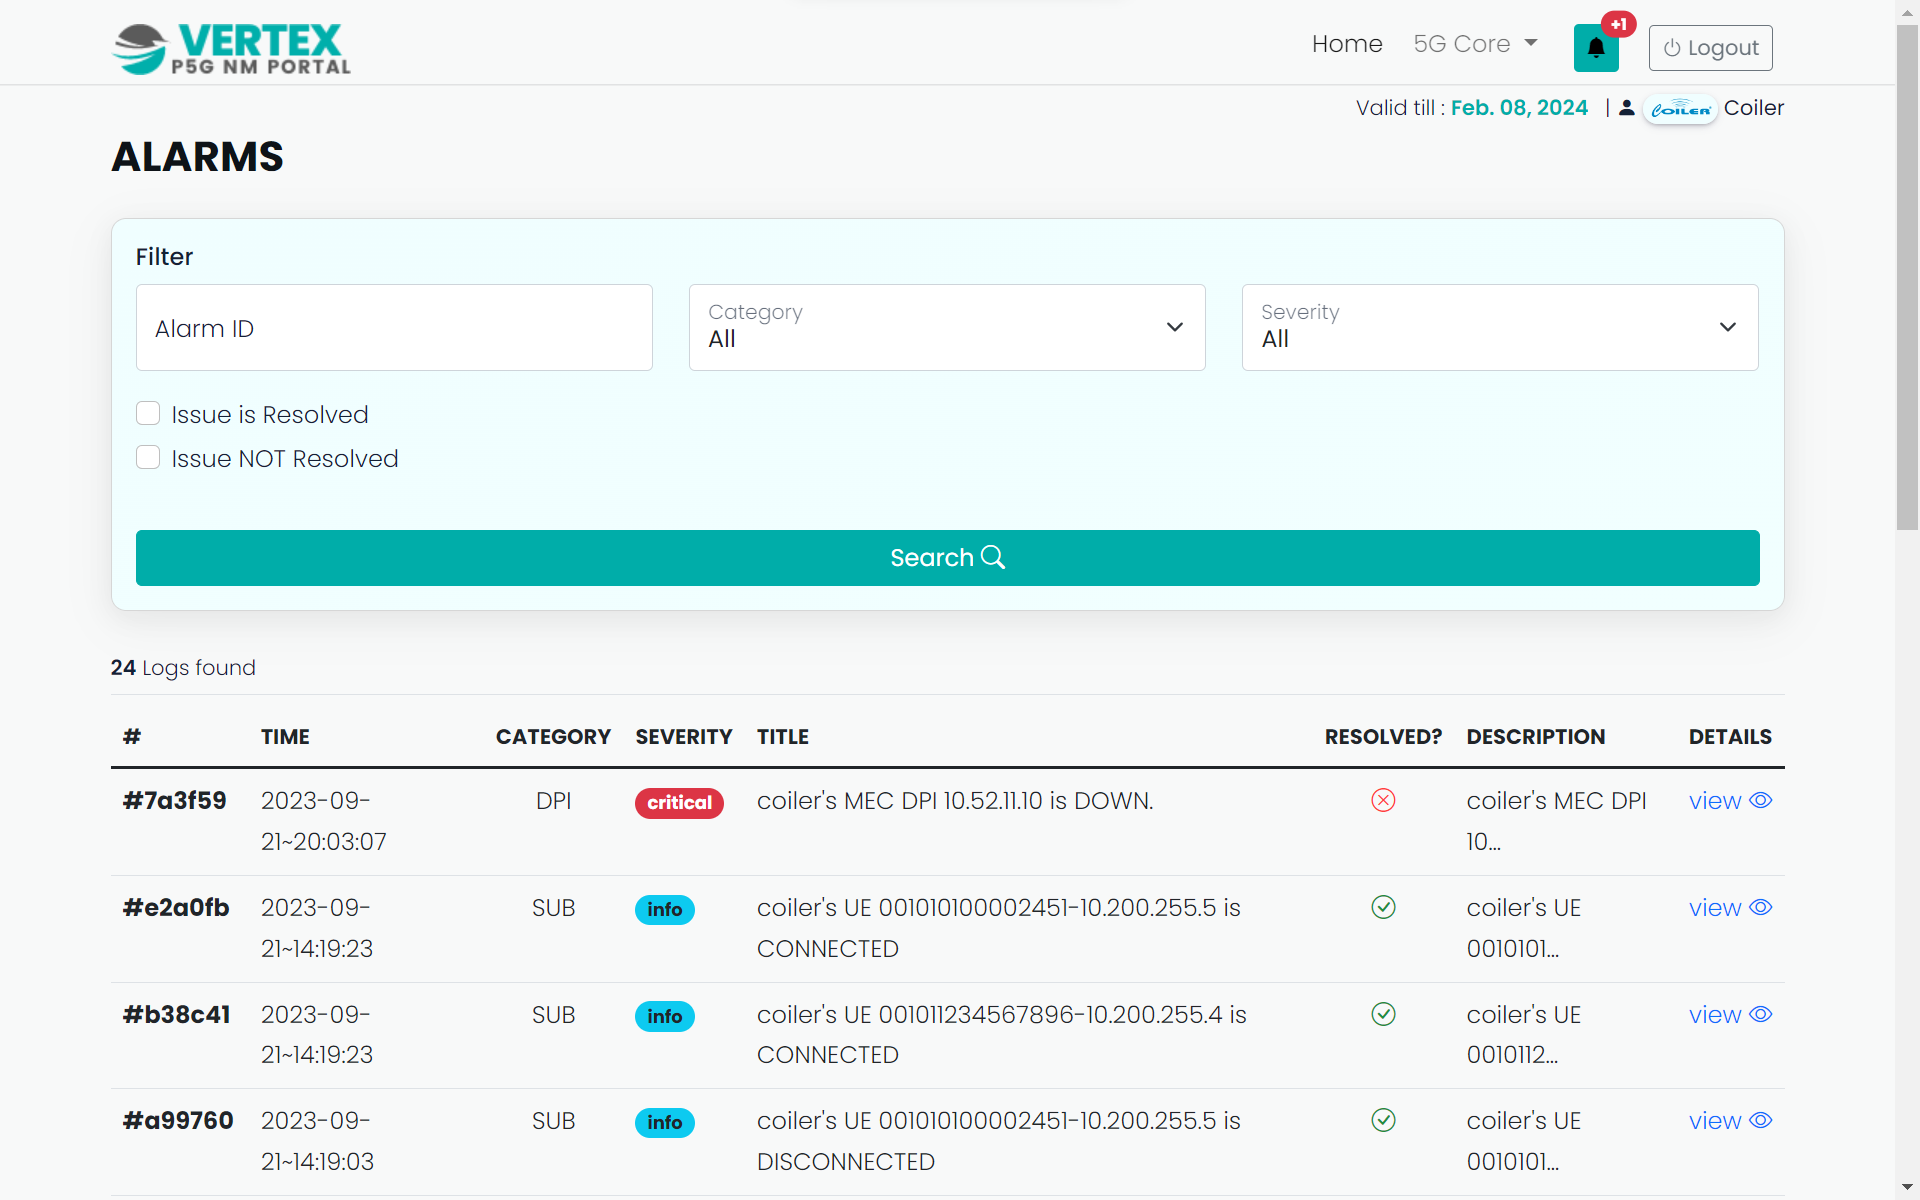 VERTEX
P5G NM PORTAL
Home
5G Core
+1
Logout
Valid till : Feb. 08, 2024 | COILER Coiler
ALARMS
Filter
Alarm ID
Category
All
Severity
All
Issue is Resolved
Issue NOT Resolved
Search
24 Logs found
# TIME CATEGORY SEVERITY TITLE RESOLVED? DESCRIPTION DETAILS
#7a3f59 2023-09- DPI critical coiler's MEC DPI 10.52.11.10 is DOWN. coiler's MEC DPI view
21~20:03:07 10...
#e2a0fb 2023-09- SUB info coiler's UE 001010100002451-10.200.255.5 is coiler's UE view
21~14:19:23 CONNECTED 0010101...
#b38c41 2023-09- SUB info coiler's UE 001011234567896-10.200.255.4 is coiler's UE view
21~14:19:23 CONNECTED 0010112...
#a99760 2023-09- SUB info coiler's UE 001010100002451-10.200.255.5 is coiler's UE view
21~14:19:03 DISCONNECTED 0010101...